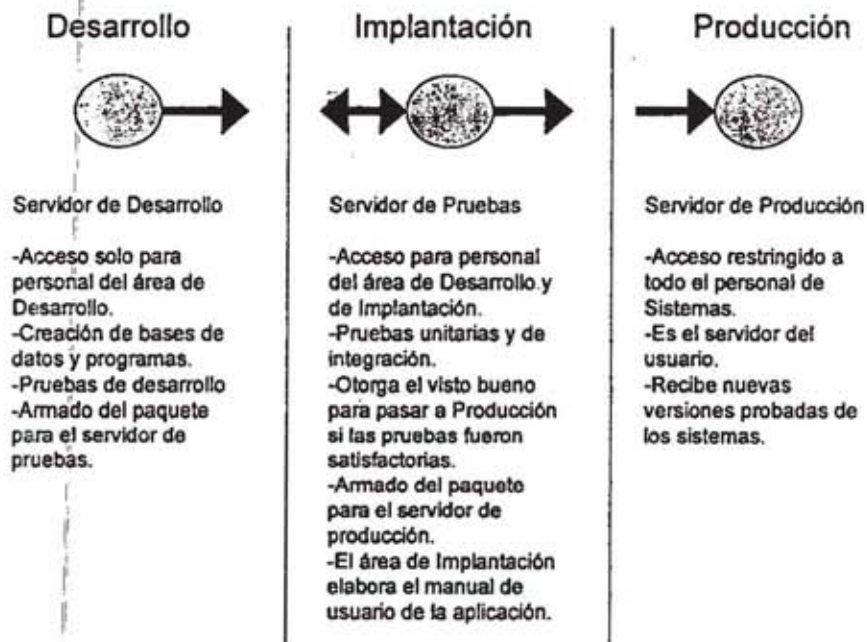 Desarrollo
Servidor de Desarrollo
-Acceso solo para
personal del área de
Desarrollo.
-Creación de bases de
datos y programas.
-Pruebas de desarrollo
-Armado del paquete
para el servidor de
pruebas.
Implantación
Servidor de Pruebas
-Acceso para personal
del área de Desarrollo y
de Implantación.
-Pruebas unitarias y de
integración.
-Otorga el visto bueno
para pasar a Producción
si las pruebas fueron
satisfactorias.
-Armado del paquete
para el servidor de
producción.
-El área de Implantación
elabora el manual de
usuario de la aplicación.
Producción
Servidor de Producción
-Acceso restringido a
todo el personal de
Sistemas.
-Es el servidor del
usuario.
-Recibe nuevas
versiones probadas de
los sistemas.